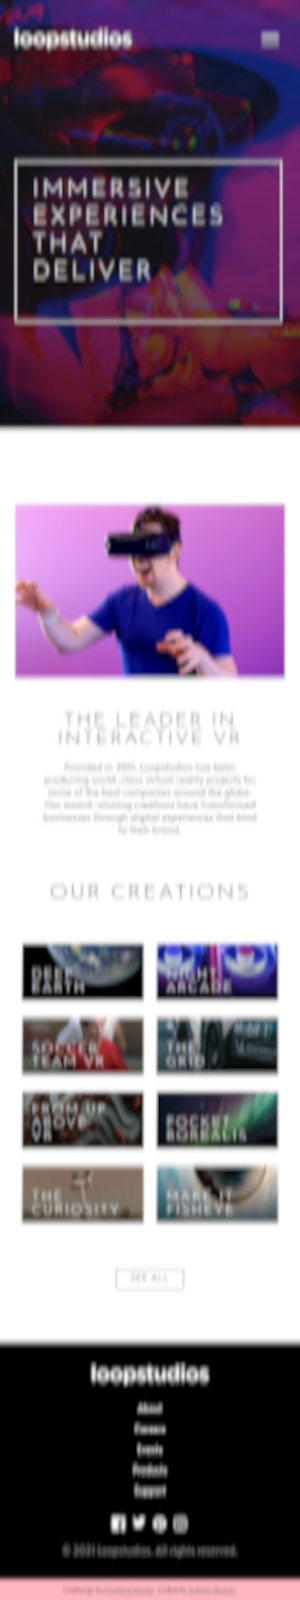 loopstudios
IMMERSIVE
EXPERIENCES
THAT
DELIVER
THE LEADER IN
INTERACTIVE VR
Founded in 2011, Loopstudios has been
producing world-class virtual reality projects for
some of the best companies around the globe.
Our award-winning creations have transformed
businesses through digital experiences that bind
to their brand.
OUR CREATIONS
DEEP
EARTH
NIGHT
ARCADE
SOCCER
TEAM VR
THE
GRID
FROM UP
ABOVE
VR
POCKET
BOREALIS
THE
CURIOSITY
MAKE IT
FISHEYE
SEE ALL
loopstudios
About
Careers
Events
Products
Support
© 2021 Loopstudios. All rights reserved.
Challenge by Frontend Mentor. Coded by